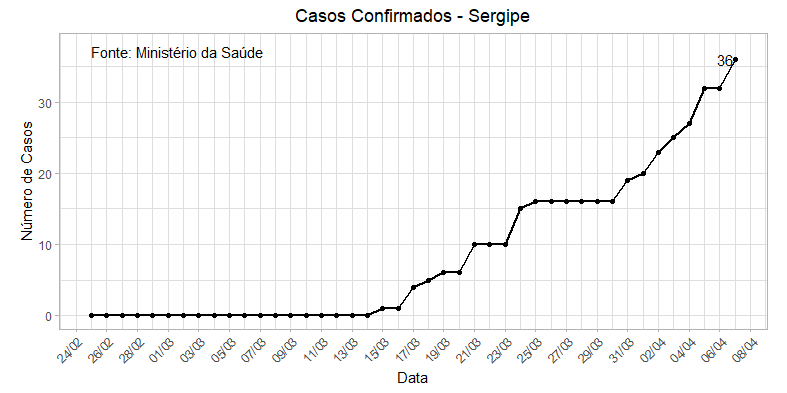 Casos Confirmados - Sergipe
Fonte: Ministério da Saúde
36
Número de Casos
30
20
10
0
24/02 26/02 28/02 01/03 03/03 05/03 07/03 09/03 11/03 13/03 15/03 17/03 19/03 21/03 23/03 25/03 27/03 29/03 31/03 02/04 04/04 06/04 08/04
Data